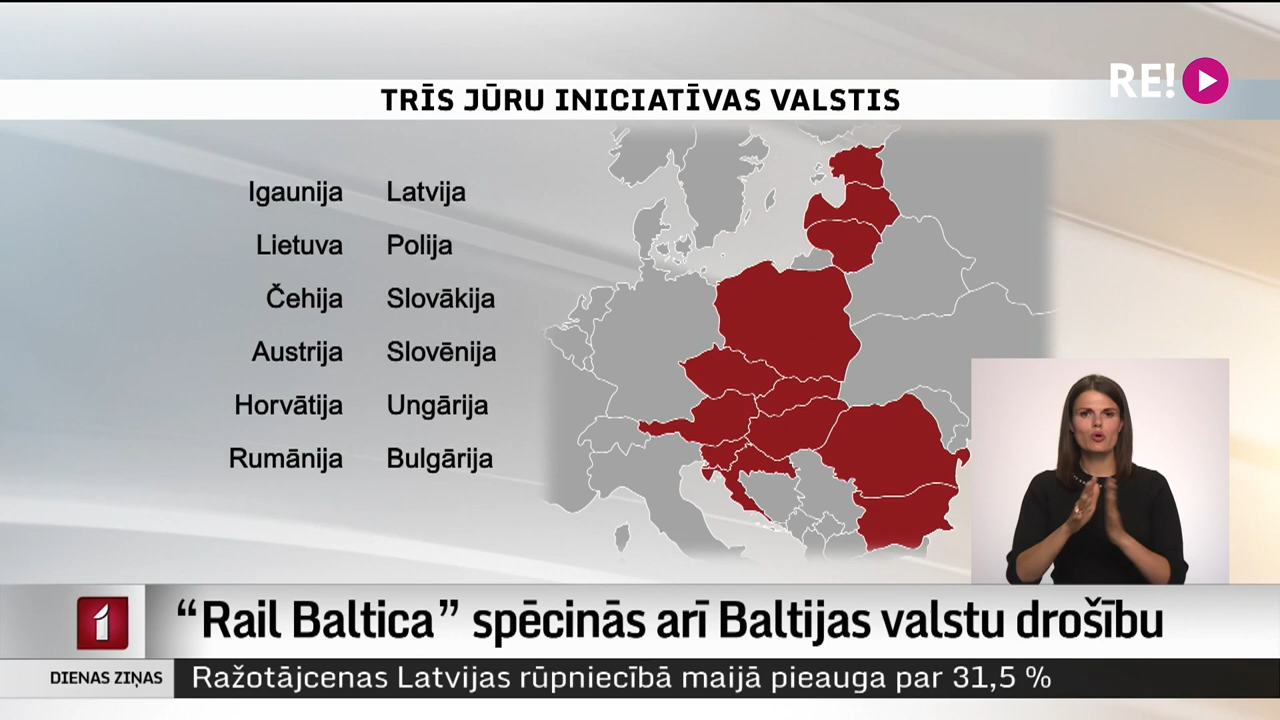 RE!
TRĪS JŪRU INICIATĪVAS VALSTIS
Igaunija Latvija
Lietuva Polija
Čehija Slovākija
Austrija Slovēnija
Horvātija Ungārija
Rumānija Bulgārija
1
“Rail Baltica” spēcinās arī Baltijas valstu drošību
DIENAS ZIŅAS
Ražotājcenas Latvijas rūpniecībā maijā pieauga par 31,5 %